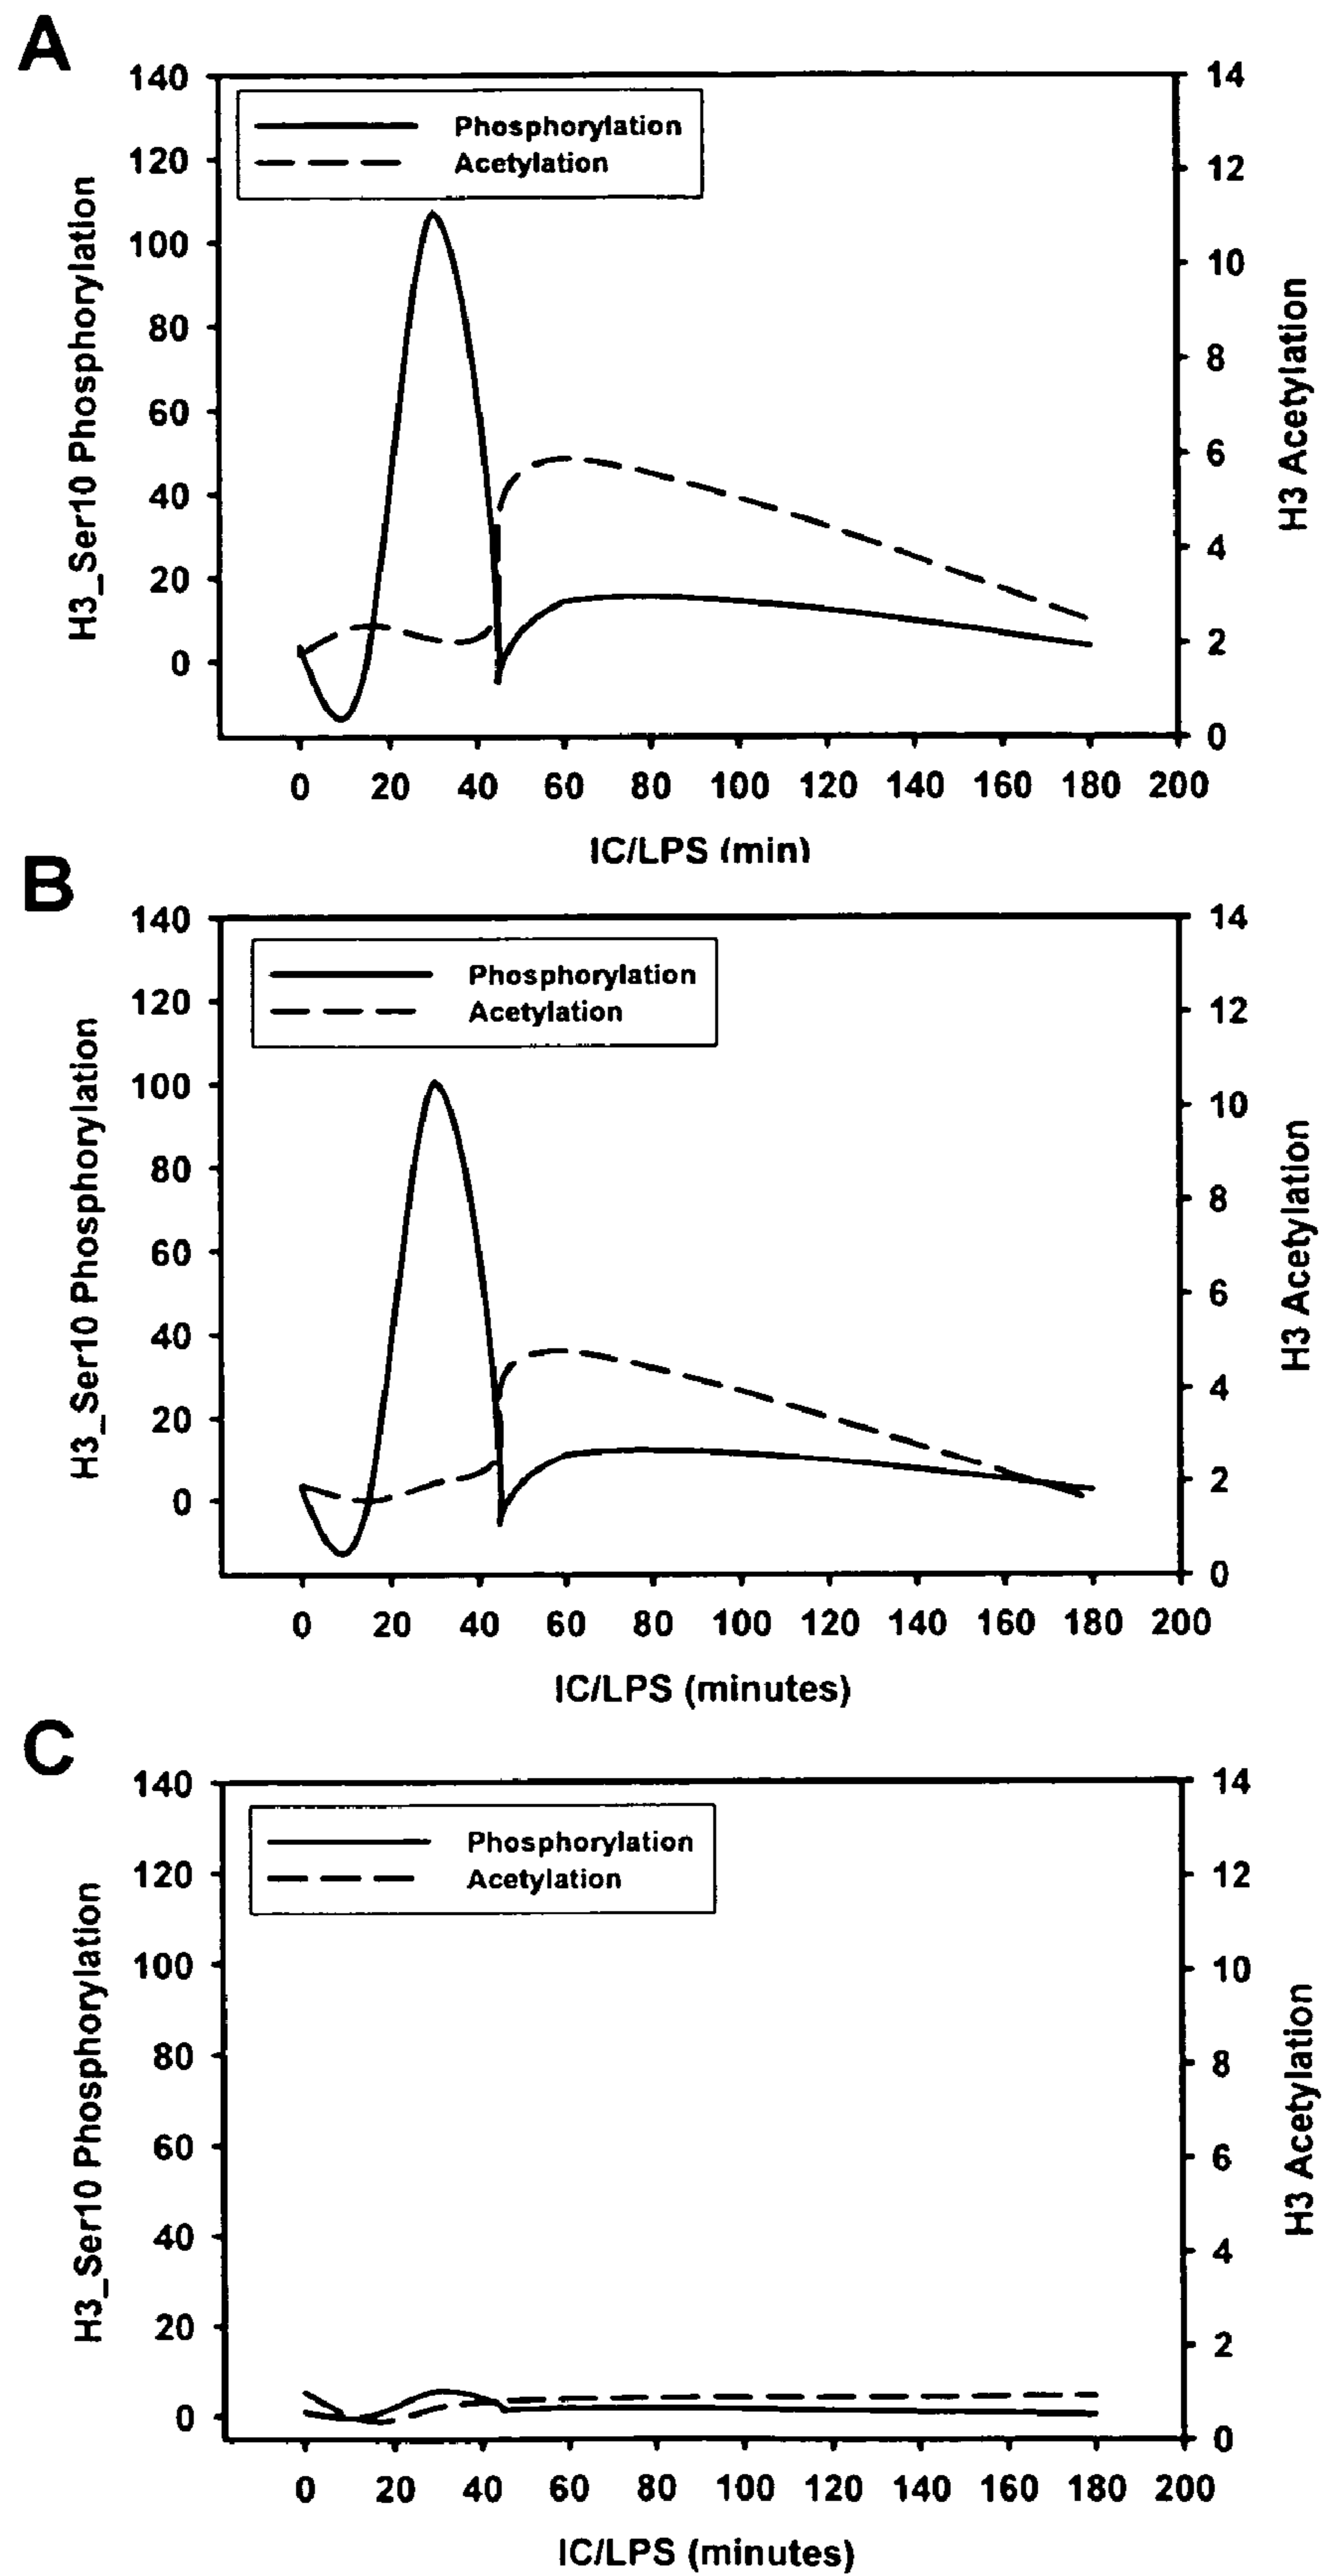 A
140
120
100
80
60
40
20
0
H3_Ser10 Phosphorylation
Phosphorylation
Acetylation
14
12
10
8
6
4
2
0
H3 Acetylation
0 20 40 60 80 100 120 140 160 180 200
IC/LPS (min)
B
140
120
100
80
60
40
20
0
H3_Ser10 Phosphorylation
Phosphorylation
Acetylation
14
12
10
8
6
4
2
0
H3 Acetylation
0 20 40 60 80 100 120 140 160 180 200
IC/LPS (minutes)
C
140
120
100
80
60
40
20
0
H3_Ser10 Phosphorylation
Phosphorylation
Acetylation
14
12
10
8
6
4
2
0
H3 Acetylation
0 20 40 60 80 100 120 140 160 180 200
IC/LPS (minutes)